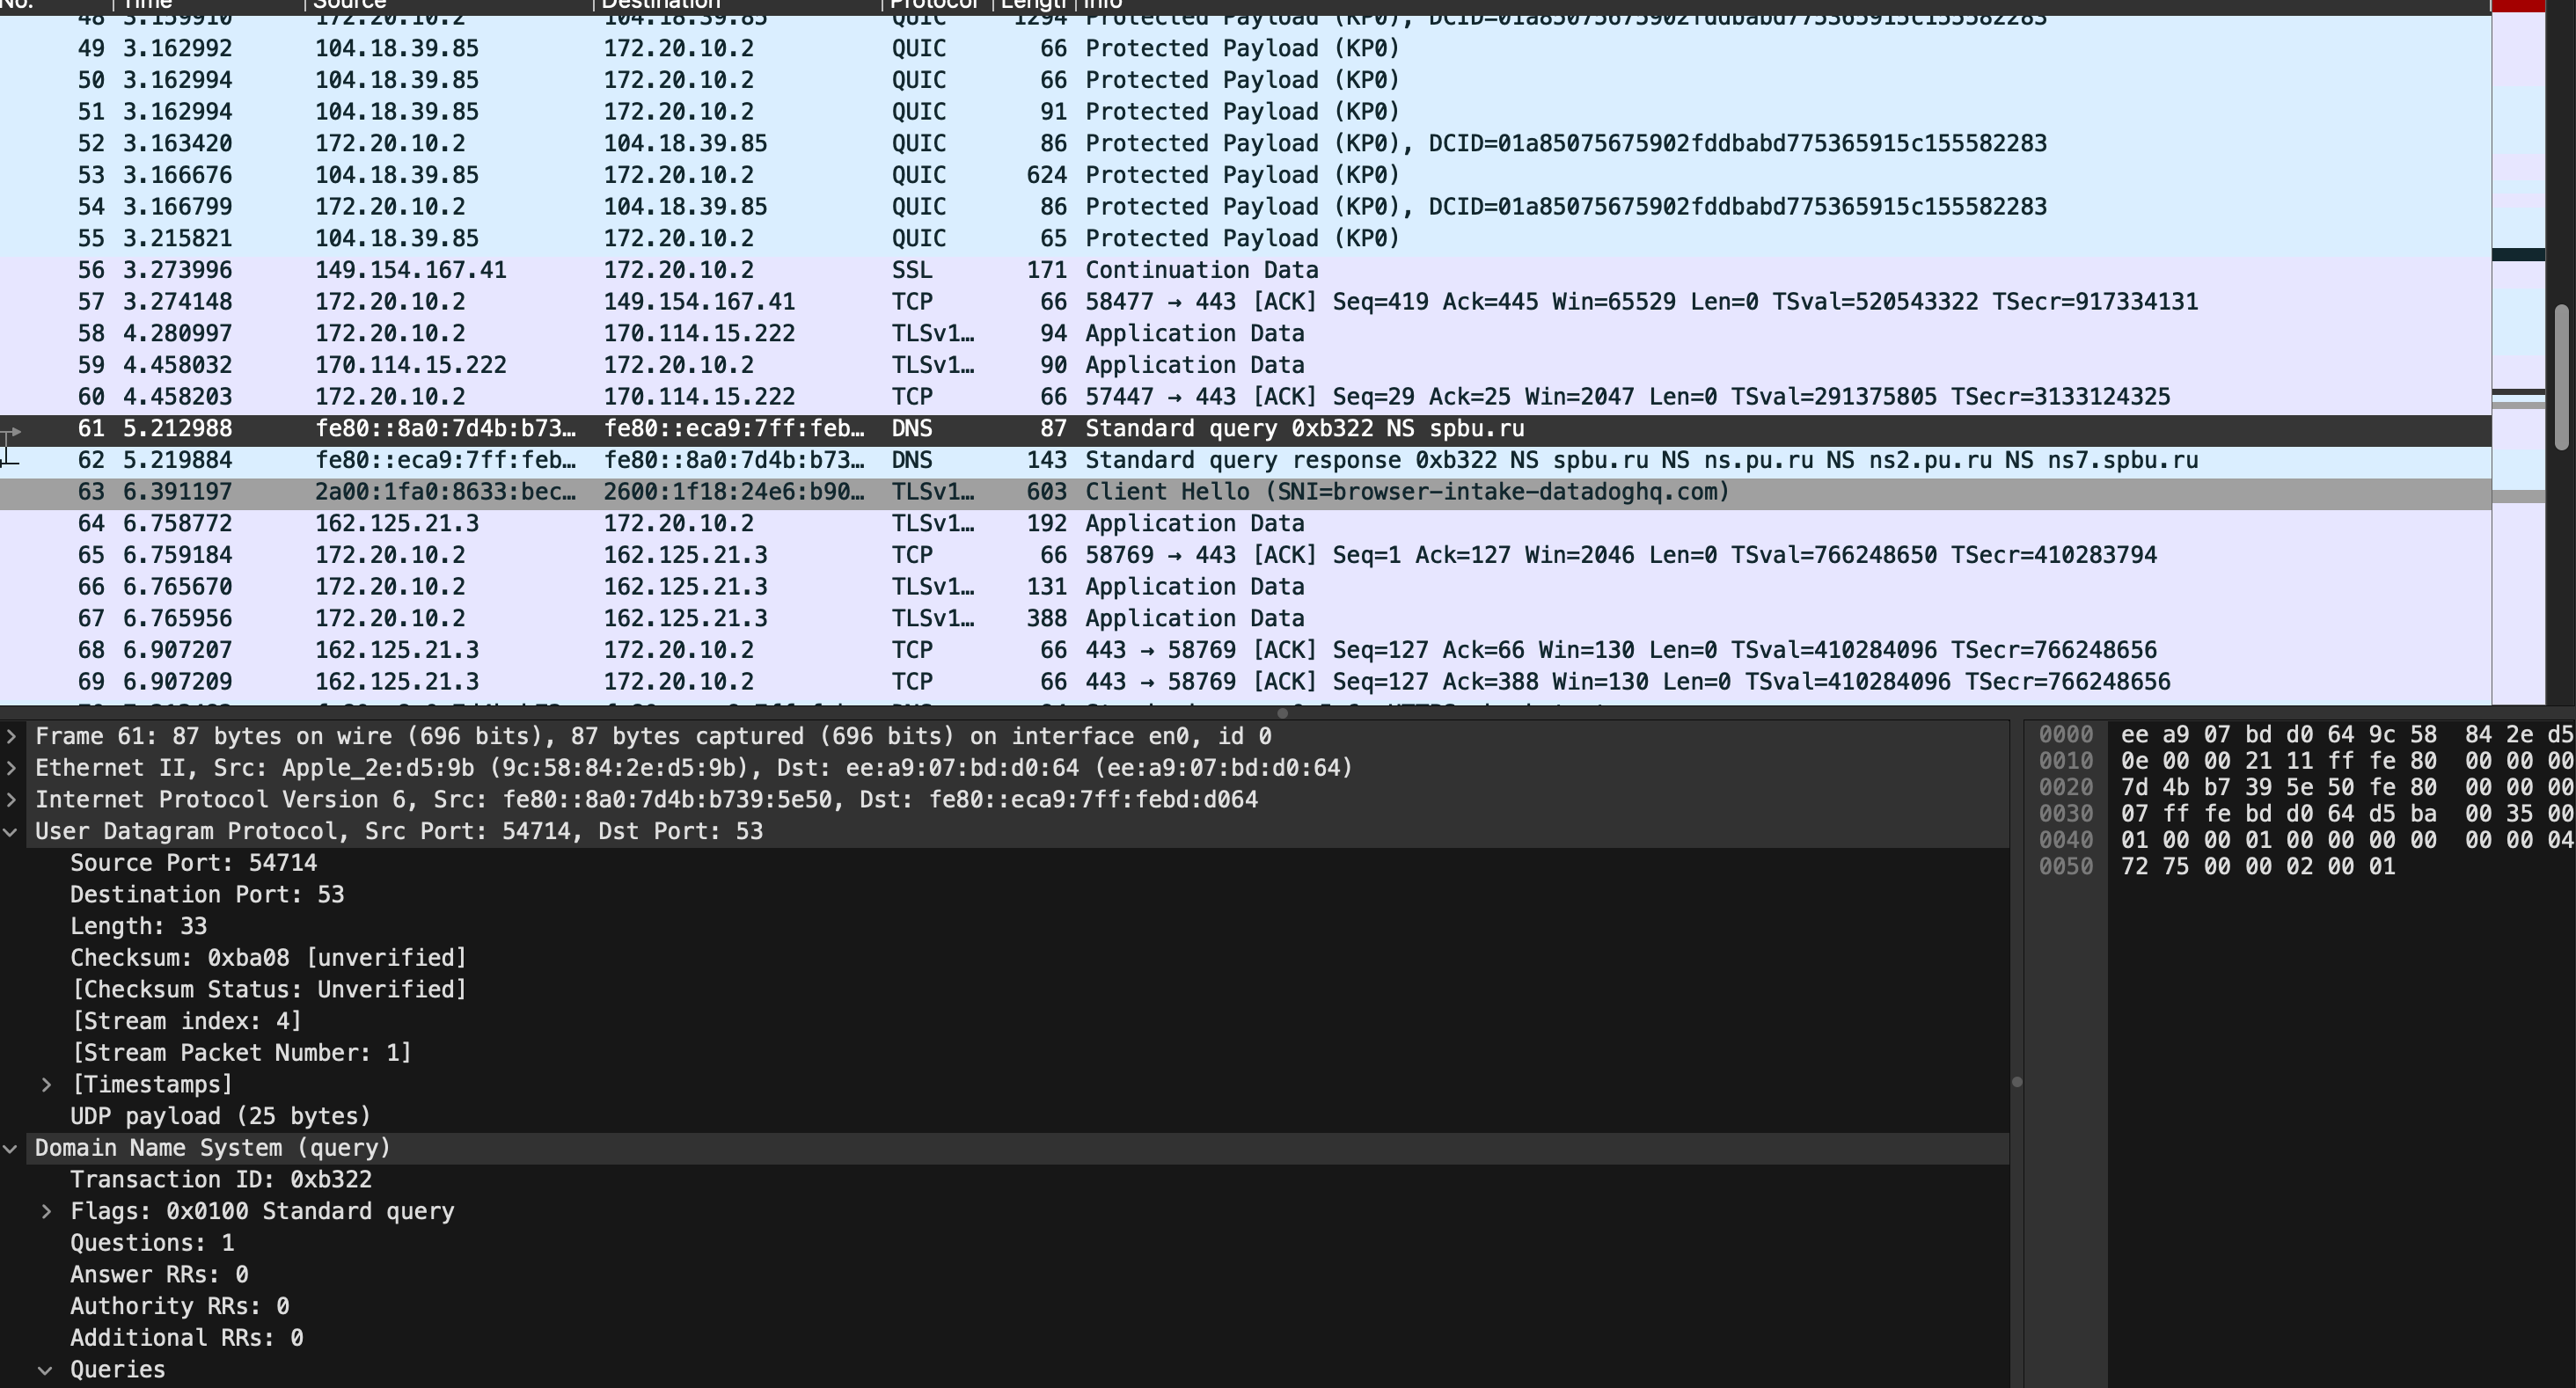 No. Time Source Destination Protocol Length Info
48 3.159910 172.20.10.2 104.18.39.85 QUIC 1294 Protected Payload (KP0), DCID=01a85075675902fddbabd775365915c155582283
49 3.162992 104.18.39.85 172.20.10.2 QUIC 66 Protected Payload (KP0)
50 3.162994 104.18.39.85 172.20.10.2 QUIC 66 Protected Payload (KP0)
51 3.162994 104.18.39.85 172.20.10.2 QUIC 91 Protected Payload (KP0)
52 3.163420 172.20.10.2 104.18.39.85 QUIC 86 Protected Payload (KP0), DCID=01a85075675902fddbabd775365915c155582283
53 3.166676 104.18.39.85 172.20.10.2 QUIC 624 Protected Payload (KP0)
54 3.166799 172.20.10.2 104.18.39.85 QUIC 86 Protected Payload (KP0), DCID=01a85075675902fddbabd775365915c155582283
55 3.215821 104.18.39.85 172.20.10.2 QUIC 65 Protected Payload (KP0)
56 3.273996 149.154.167.41 172.20.10.2 SSL 171 Continuation Data
57 3.274148 172.20.10.2 149.154.167.41 TCP 66 58477 → 443 [ACK] Seq=419 Ack=445 Win=65529 Len=0 TSval=520543322 TSecr=917334131
58 4.280997 172.20.10.2 170.114.15.222 TLSv1… 94 Application Data
59 4.458032 170.114.15.222 172.20.10.2 TLSv1… 90 Application Data
60 4.458203 172.20.10.2 170.114.15.222 TCP 66 57447 → 443 [ACK] Seq=29 Ack=25 Win=2047 Len=0 TSval=291375805 TSecr=3133124325
61 5.212988 fe80::8a0:7d4b:b73… fe80::eca9:7ff:feb… DNS 87 Standard query 0xb322 NS spbu.ru
62 5.219884 fe80::eca9:7ff:feb… fe80::8a0:7d4b:b73… DNS 143 Standard query response 0xb322 NS spbu.ru NS ns.pu.ru NS ns2.pu.ru NS ns7.spbu.ru
63 6.391197 2a00:1fa0:8633:bec… 2600:1f18:24e6:b90… TLSv1… 603 Client Hello (SNI=browser-intake-datadoghq.com)
64 6.758772 162.125.21.3 172.20.10.2 TLSv1… 192 Application Data
65 6.759184 172.20.10.2 162.125.21.3 TCP 66 58769 → 443 [ACK] Seq=1 Ack=127 Win=2046 Len=0 TSval=766248650 TSecr=410283794
66 6.765670 172.20.10.2 162.125.21.3 TLSv1… 131 Application Data
67 6.765956 172.20.10.2 162.125.21.3 TLSv1… 388 Application Data
68 6.907207 162.125.21.3 172.20.10.2 TCP 66 443 → 58769 [ACK] Seq=127 Ack=66 Win=130 Len=0 TSval=410284096 TSecr=766248656
69 6.907209 162.125.21.3 172.20.10.2 TCP 66 443 → 58769 [ACK] Seq=127 Ack=388 Win=130 Len=0 TSval=410284096 TSecr=766248656
Frame 61: 87 bytes on wire (696 bits), 87 bytes captured (696 bits) on interface en0, id 0
Ethernet II, Src: Apple_2e:d5:9b (9c:58:84:2e:d5:9b), Dst: ee:a9:07:bd:d0:64 (ee:a9:07:bd:d0:64)
Internet Protocol Version 6, Src: fe80::8a0:7d4b:b739:5e50, Dst: fe80::eca9:7ff:febd:d064
User Datagram Protocol, Src Port: 54714, Dst Port: 53
Source Port: 54714
Destination Port: 53
Length: 33
Checksum: 0xba08 [unverified]
[Checksum Status: Unverified]
[Stream index: 4]
[Stream Packet Number: 1]
[Timestamps]
UDP payload (25 bytes)
Domain Name System (query)
Transaction ID: 0xb322
Flags: 0x0100 Standard query
Questions: 1
Answer RRs: 0
Authority RRs: 0
Additional RRs: 0
Queries
0000 ee a9 07 bd d0 64 9c 58 84 2e d5
0010 0e 00 00 21 11 ff fe 80 00 00 00
0020 7d 4b b7 39 5e 50 fe 80 00 00 00
0030 07 ff fe bd d0 64 d5 ba 00 35 00
0040 01 00 00 01 00 00 00 00 00 00 04
0050 72 75 00 00 02 00 01